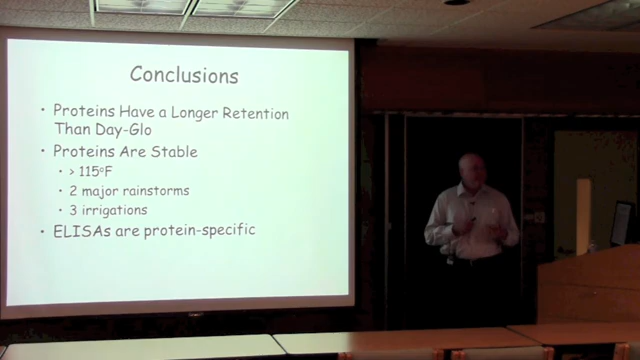 Conclusions
• Proteins Have a Longer Retention
Than Day-Glo
• Proteins Are Stable
• > 115°F
• 2 major rainstorms
• 3 irrigations
• ELISAs are protein-specific